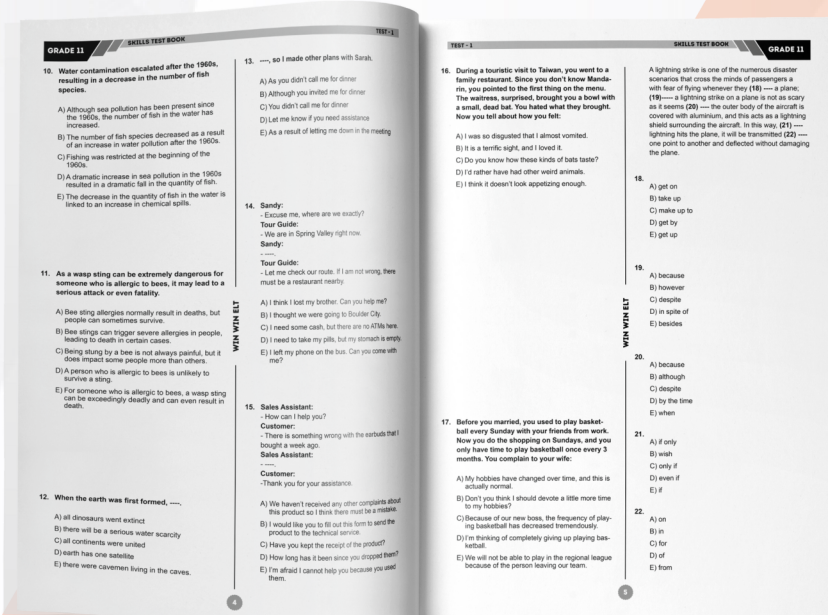 GRADE 11
SKILLS TEST BOOK
TEST - 1
10. Water contamination escalated after the 1960s,
resulting in a decrease in the number of fish
species.
A) Although sea pollution has been present since
the 1960s, the number of fish in the water has
increased.
B) The number of fish species decreased as a result
of an increase in water pollution after the 1960s.
C) Fishing was restricted at the beginning of the
1960s.
D) A dramatic increase in sea pollution in the 1960s
resulted in a dramatic fall in the quantity of fish.
E) The decrease in the quantity of fish in the water is
linked to an increase in chemical spills.
11. As a wasp sting can be extremely dangerous for
someone who is allergic to bees, it may lead to a
serious attack or even fatality.
A) Bee sting allergies normally result in deaths, but
people can sometimes survive.
B) Bee stings can trigger severe allergies in people,
leading to death in certain cases.
C) Being stung by a bee is not always painful, but it
does impact some people more than others.
D) A person who is allergic to bees is unlikely to
survive a sting.
E) For someone who is allergic to bees, a wasp sting
can be exceedingly deadly and can even result in
death.
12. When the earth was first formed, ----.
A) all dinosaurs went extinct
B) there will be a serious water scarcity
C) all continents were united
D) earth has one satellite
E) there were cavemen living in the caves.
WIN WIN ELT
13. ----, so I made other plans with Sarah.
A) As you didn't call me for dinner
B) Although you invited me for dinner
C) You didn't call me for dinner
D) Let me know if you need assistance
E) As a result of letting me down in the meeting
14. Sandy:
- Excuse me, where are we exactly?
Tour Guide:
- We are in Spring Valley right now.
Sandy:
- ----.
Tour Guide:
- Let me check our route. If I am not wrong, there
must be a restaurant nearby.
A) I think I lost my brother. Can you help me?
B) I thought we were going to Boulder City.
C) I need some cash, but there are no ATMs here.
D) I need to take my pills, but my stomach is empty.
E) I left my phone on the bus. Can you come with
me?
15. Sales Assistant:
- How can I help you?
Customer:
- There is something wrong with the earbuds that I
bought a week ago.
Sales Assistant:
- ----.
Customer:
-Thank you for your assistance.
A) We haven't received any other complaints about
this product so I think there must be a mistake.
B) I would like you to fill out this form to send the
product to the technical service.
C) Have you kept the receipt of the product?
D) How long has it been since you dropped them?
E) I'm afraid I cannot help you because you used
them.
4
TEST - 1
SKILLS TEST BOOK
GRADE 11
16. During a touristic visit to Taiwan, you went to a
family restaurant. Since you don't know Manda-
rin, you pointed to the first thing on the menu.
The waitress, surprised, brought you a bowl with
a small, dead bat. You hated what they brought.
Now you tell about how you felt:
A) I was so disgusted that I almost vomited.
B) It is a terrific sight, and I loved it.
C) Do you know how these kinds of bats taste?
D) I'd rather have had other weird animals.
E) I think it doesn't look appetizing enough.
17. Before you married, you used to play basket-
ball every Sunday with your friends from work.
Now you do the shopping on Sundays, and you
only have time to play basketball once every 3
months. You complain to your wife:
A) My hobbies have changed over time, and this is
actually normal.
B) Don't you think I should devote a little more time
to my hobbies?
C) Because of our new boss, the frequency of play-
ing basketball has decreased tremendously.
D) I'm thinking of completely giving up playing bas-
ketball.
E) We will not be able to play in the regional league
because of the person leaving our team.
WIN WIN ELT
A lightning strike is one of the numerous disaster
scenarios that cross the minds of passengers a
with fear of flying whenever they (18) ---- a plane;
(19)----- a lightning strike on a plane is not as scary
as it seems (20) ---- the outer body of the aircraft is
covered with aluminium, and this acts as a lightning
shield surrounding the aircraft. In this way, (21) ----
lightning hits the plane, it will be transmitted (22) ----
one point to another and deflected without damaging
the plane.
18.
A) get on
B) take up
C) make up to
D) get by
E) get up
19.
A) because
B) however
C) despite
D) in spite of
E) besides
20.
A) because
B) although
C) despite
D) by the time
E) when
21.
A) if only
B) wish
C) only if
D) even if
E) if
22.
A) on
B) in
C) for
D) of
E) from
5